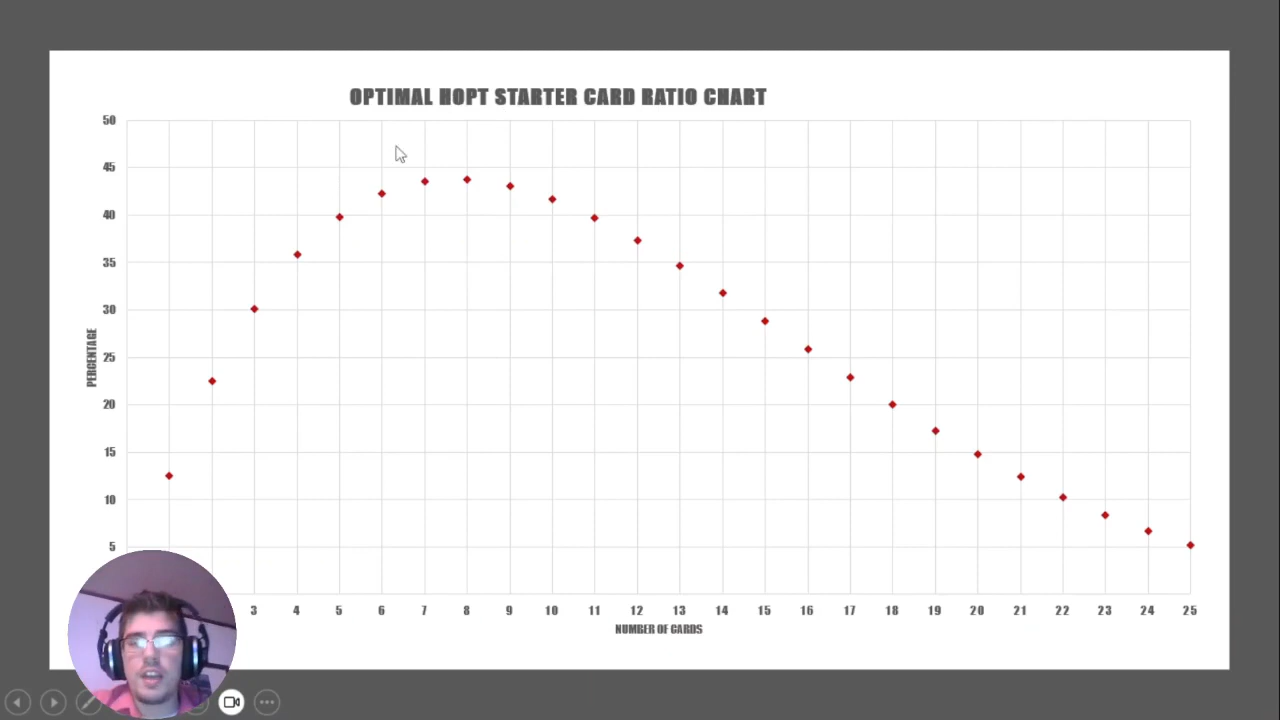 OPTIMAL HOPT STARTER CARD RATIO CHART
50
45
40
35
30
25
20
15
10
5
PERCENTAGE
3 4 5 6 7 8 9 10 11 12 13 14 15 16 17 18 19 20 21 22 23 24 25
NUMBER OF CARDS